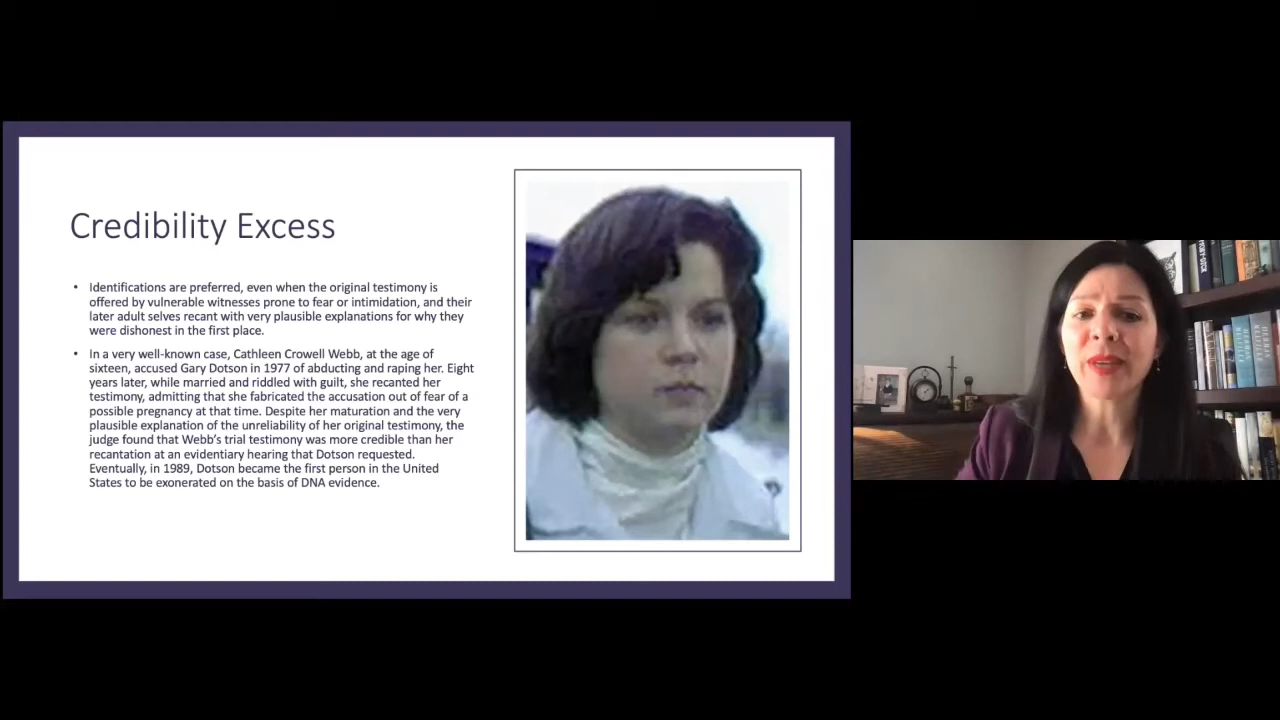 Credibility Excess
• Identifications are preferred, even when the original testimony is
offered by vulnerable witnesses prone to fear or intimidation, and their
later adult selves recant with very plausible explanations for why they
were dishonest in the first place.
• In a very well-known case, Cathleen Crowell Webb, at the age of
sixteen, accused Gary Dotson in 1977 of abducting and raping her. Eight
years later, while married and riddled with guilt, she recanted her
testimony, admitting that she fabricated the accusation out of fear of a
possible pregnancy at that time. Despite her maturation and the very
plausible explanation of the unreliability of her original testimony, the
judge found that Webb's trial testimony was more credible than her
recantation at an evidentiary hearing that Dotson requested.
Eventually, in 1989, Dotson became the first person in the United
States to be exonerated on the basis of DNA evidence.